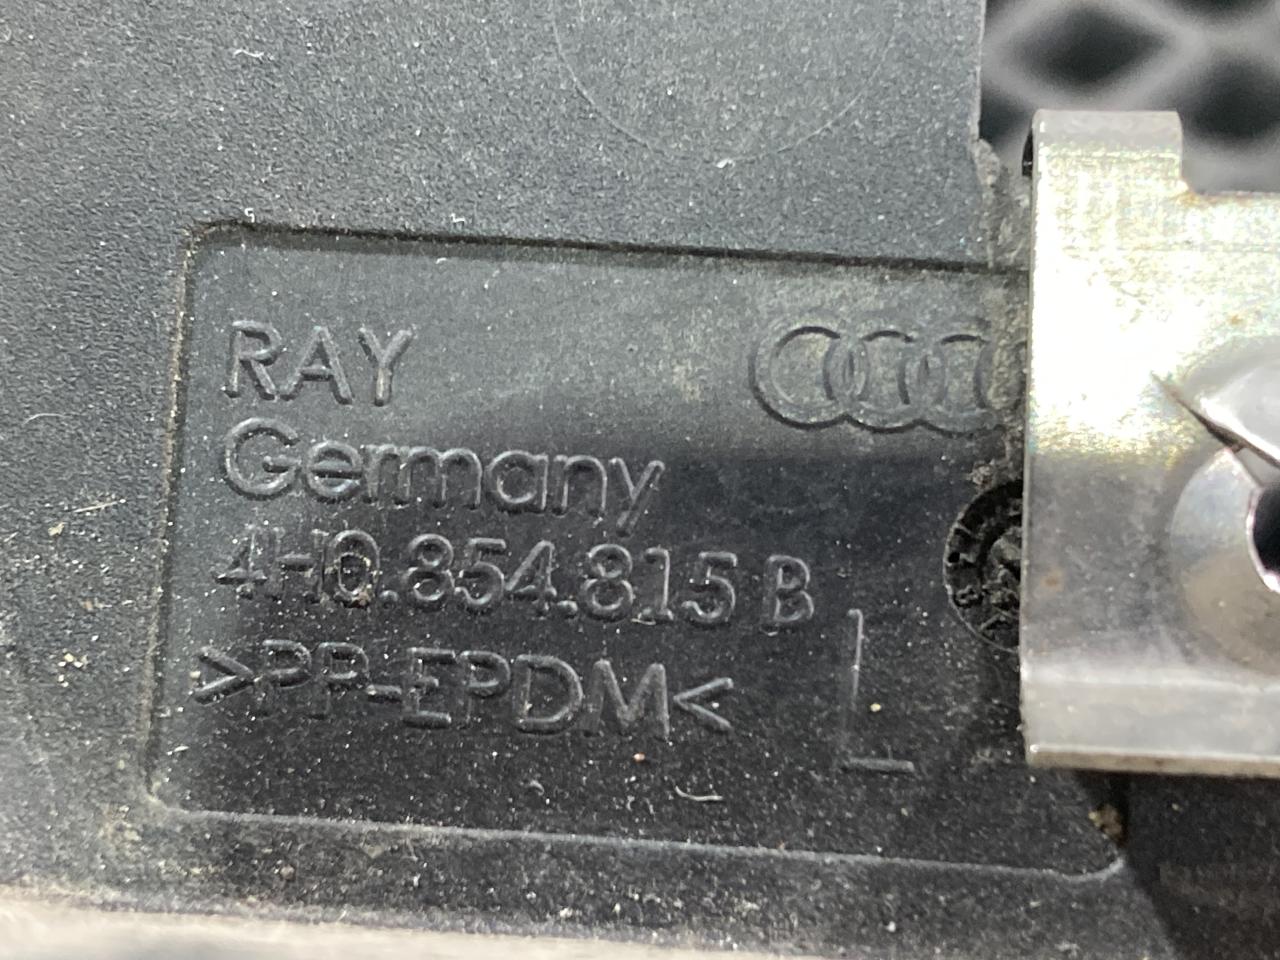 RAY
Germany
4H0.854.815 B
>PP-EPDM<
L